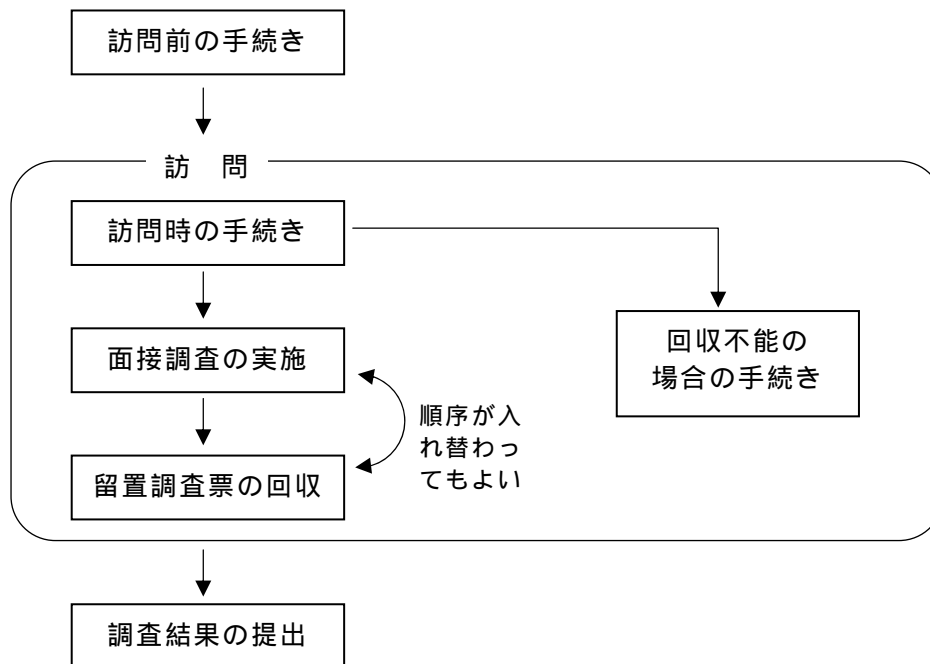 訪問前の手続き
訪　問
訪問時の手続き
面接調査の実施
回収不能の
場合の手続き
順序が入
れ替わっ
てもよい
留置調査票の回収
調査結果の提出